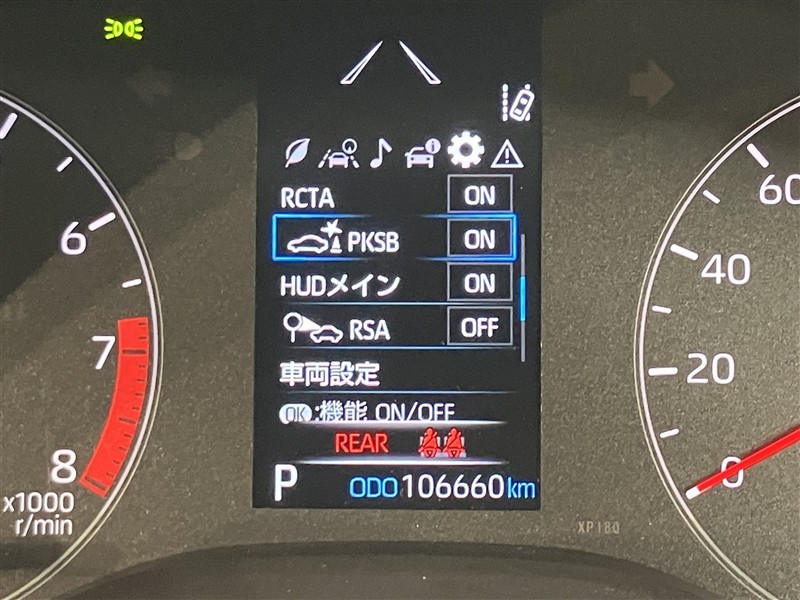 RCTA ON
PKSB ON
HUDメイン ON
RSA OFF
車両設定
OK :機能 ON/OFF
REAR
P ODO 106660 km
6
7
8
x1000
r/min
60
40
20
0
XP180